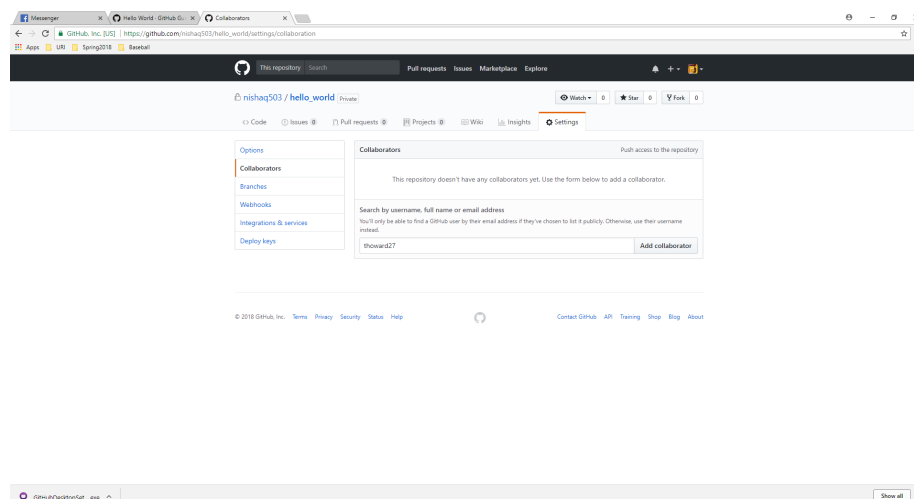 Messenger
Hello World · GitHub Gu
Collaborators
GitHub, Inc. [US] | https://github.com/nishaq503/hello_world/settings/collaboration
Apps URI Spring2018 Baseball
This repository Search Pull requests Issues Marketplace Explore
nishaq503 / hello_world Private Watch 0 Star 0 Fork 0
Code Issues 0 Pull requests 0 Projects 0 Wiki Insights Settings
Options
Collaborators
Branches
Webhooks
Integrations & services
Deploy keys
Collaborators Push access to the repository
This repository doesn't have any collaborators yet. Use the form below to add a collaborator.
Search by username, full name or email address
You'll only be able to find a GitHub user by their email address if they've chosen to list it publicly. Otherwise, use their username
instead.
thoward27 Add collaborator
© 2018 GitHub, Inc. Terms Privacy Security Status Help Contact GitHub API Training Shop Blog About
GitHubDesktopSet....exe Show all